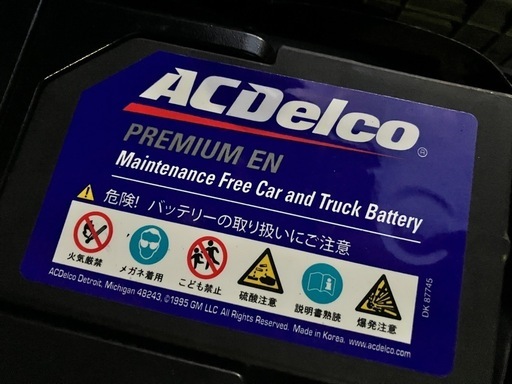 ACDelco®
PREMIUM EN
Maintenance Free Car and Truck Battery
危険! バッテリーの取り扱いにご注意
火気厳禁 メガネ着用 こども禁止 硫酸注意 説明書熟読 爆発注意
ACDelco Detroit, Michigan 48243, ©1995 GM LLC All Rights Reserved. Made in Korea. www.acdelco.com
DK 87745